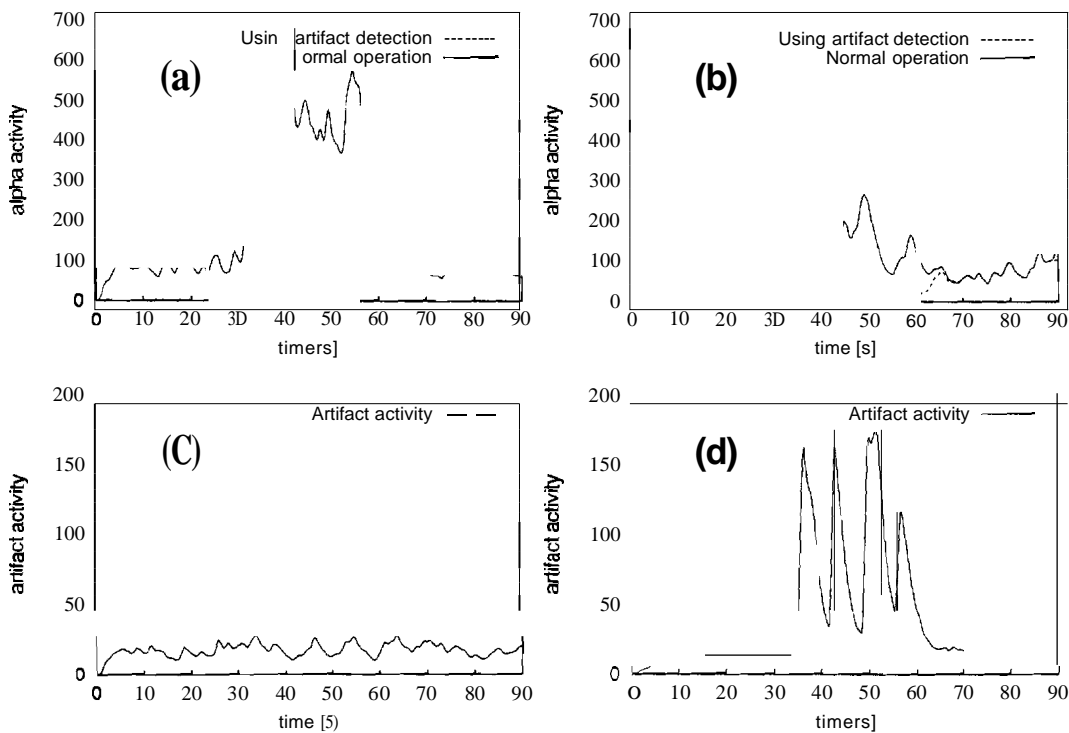 700
600
500
400
300
200
100
0
alpha activity
(a)
Usin artifact detection
ormal operation
0 10 20 3D 40 50 60 70 80 90
timers]
700
600
500
400
300
200
100
0
alpha activity
(b)
Using artifact detection
Normal operation
0 10 20 3D 40 50 60 70 80 90
time [s]
200
150
100
50
0
artifact activity
(C)
Artifact activity
0 10 20 30 40 50 60 70 80 90
time [5)
200
150
100
50
0
artifact activity
(d)
Artifact activity
0 10 20 30 40 50 60 70 80 90
timers]